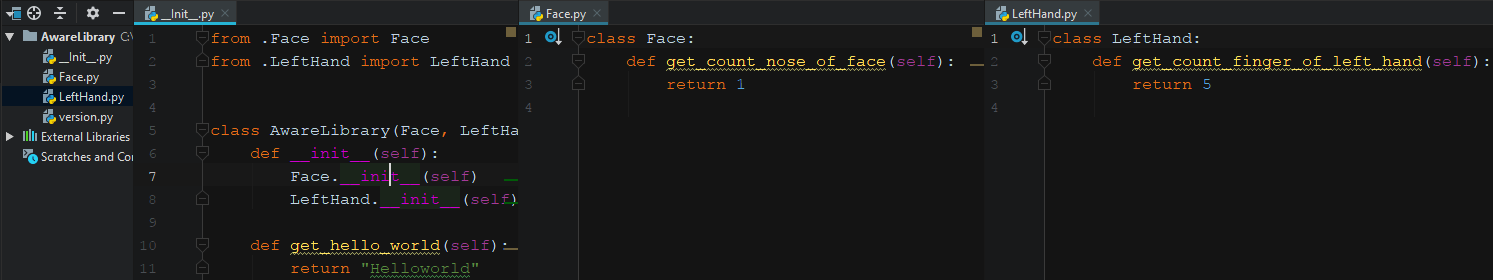 __Init__.py
Face.py
LeftHand.py
AwareLibrary C:\
__Init__.py
Face.py
LeftHand.py
version.py
External Libraries
Scratches and Con
1 from .Face import Face
2 from .LeftHand import LeftHand
3
4
5 class AwareLibrary(Face, LeftHa
6 def __init__(self):
7 Face.__init__(self)
8 LeftHand.__init__(self)
9
10 def get_hello_world(self):
11 return "Helloworld"
1 class Face:
2 def get_count_nose_of_face(self):
3 return 1
4
1 class LeftHand:
2 def get_count_finger_of_left_hand(self):
3 return 5
4